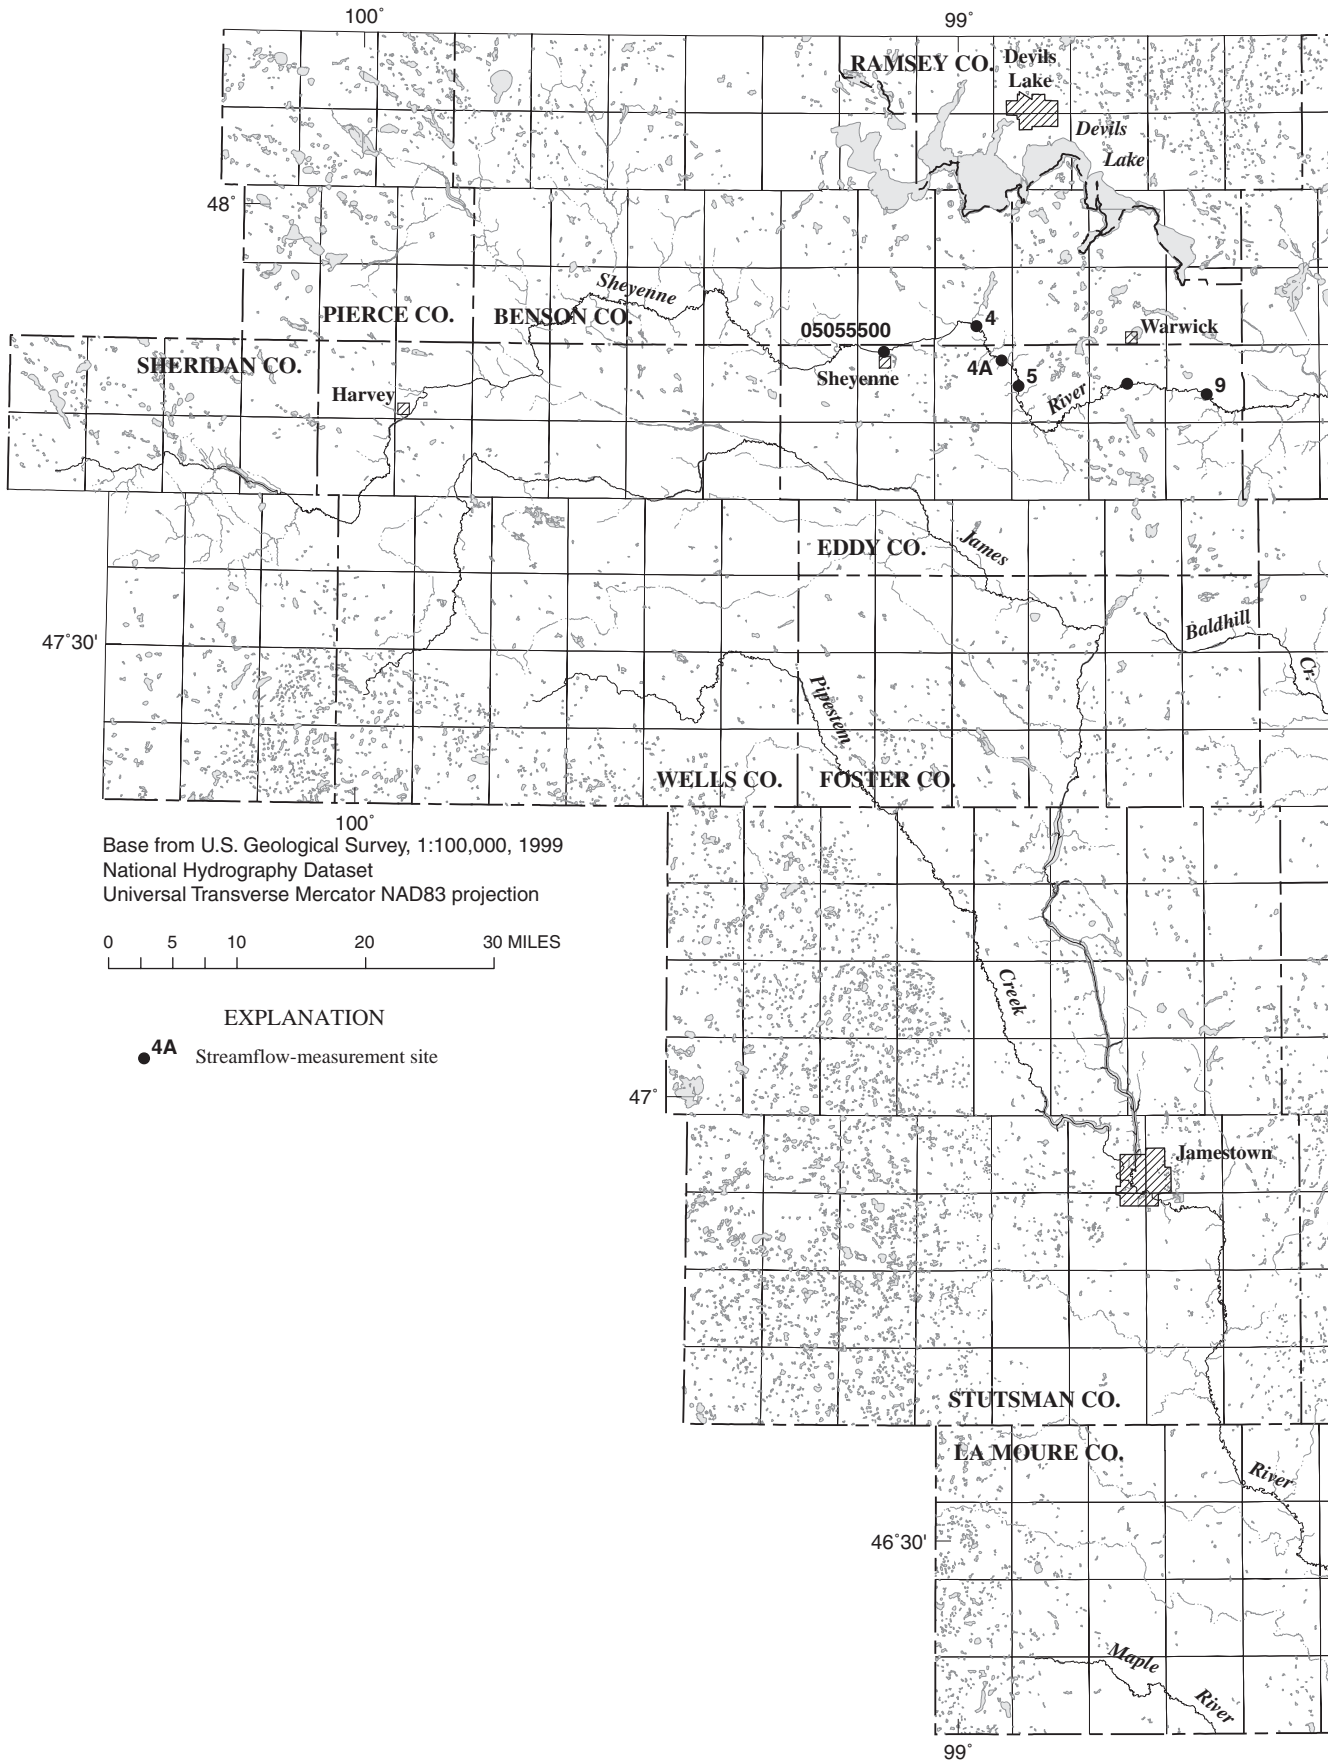 100°
99°
RAMSEY CO.
Devils
Lake
Devils
Lake
48°
Sheyenne
PIERCE CO.
BENSON CO.
4
05055500
Warwick
SHERIDAN CO.
4A
Sheyenne
5
Harvey
River
9
EDDY CO.
James
47°30'
Baldhill
Cr.
Pipestem
WELLS CO.
FOSTER CO.
100°
Base from U.S. Geological Survey, 1:100,000, 1999
National Hydrography Dataset
Universal Transverse Mercator NAD83 projection
0 5 10 20 30 MILES
Creek
EXPLANATION
4A Streamflow-measurement site
47°
Jamestown
STUTSMAN CO.
LA MOURE CO.
River
46°30'
Maple
River
99°